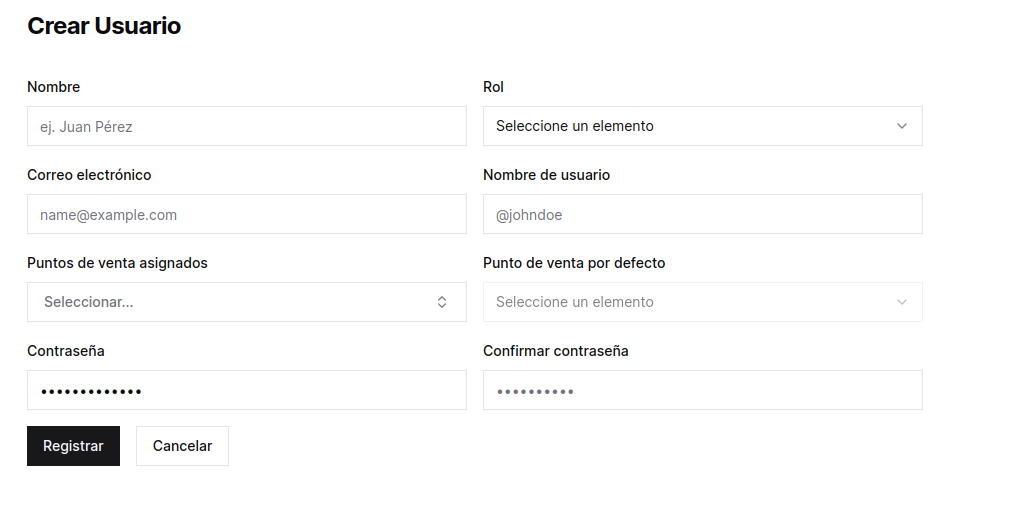 Crear Usuario
Nombre
Rol
ej. Juan Pérez
Seleccione un elemento
Correo electrónico
Nombre de usuario
name@example.com
@johndoe
Puntos de venta asignados
Punto de venta por defecto
Seleccionar...
Seleccione un elemento
Contraseña
Confirmar contraseña
•••••••••••••
••••••••••
Registrar
Cancelar